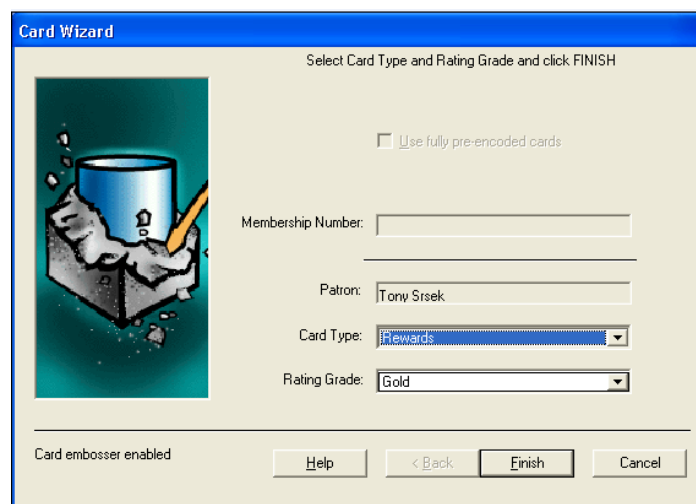 Card Wizard
Select Card Type and Rating Grade and click FINISH
Use fully pre-encoded cards
Membership Number:
Patron: Tony Srsek
Card Type: Rewards
Rating Grade: Gold
Card embosser enabled Help < Back Finish Cancel